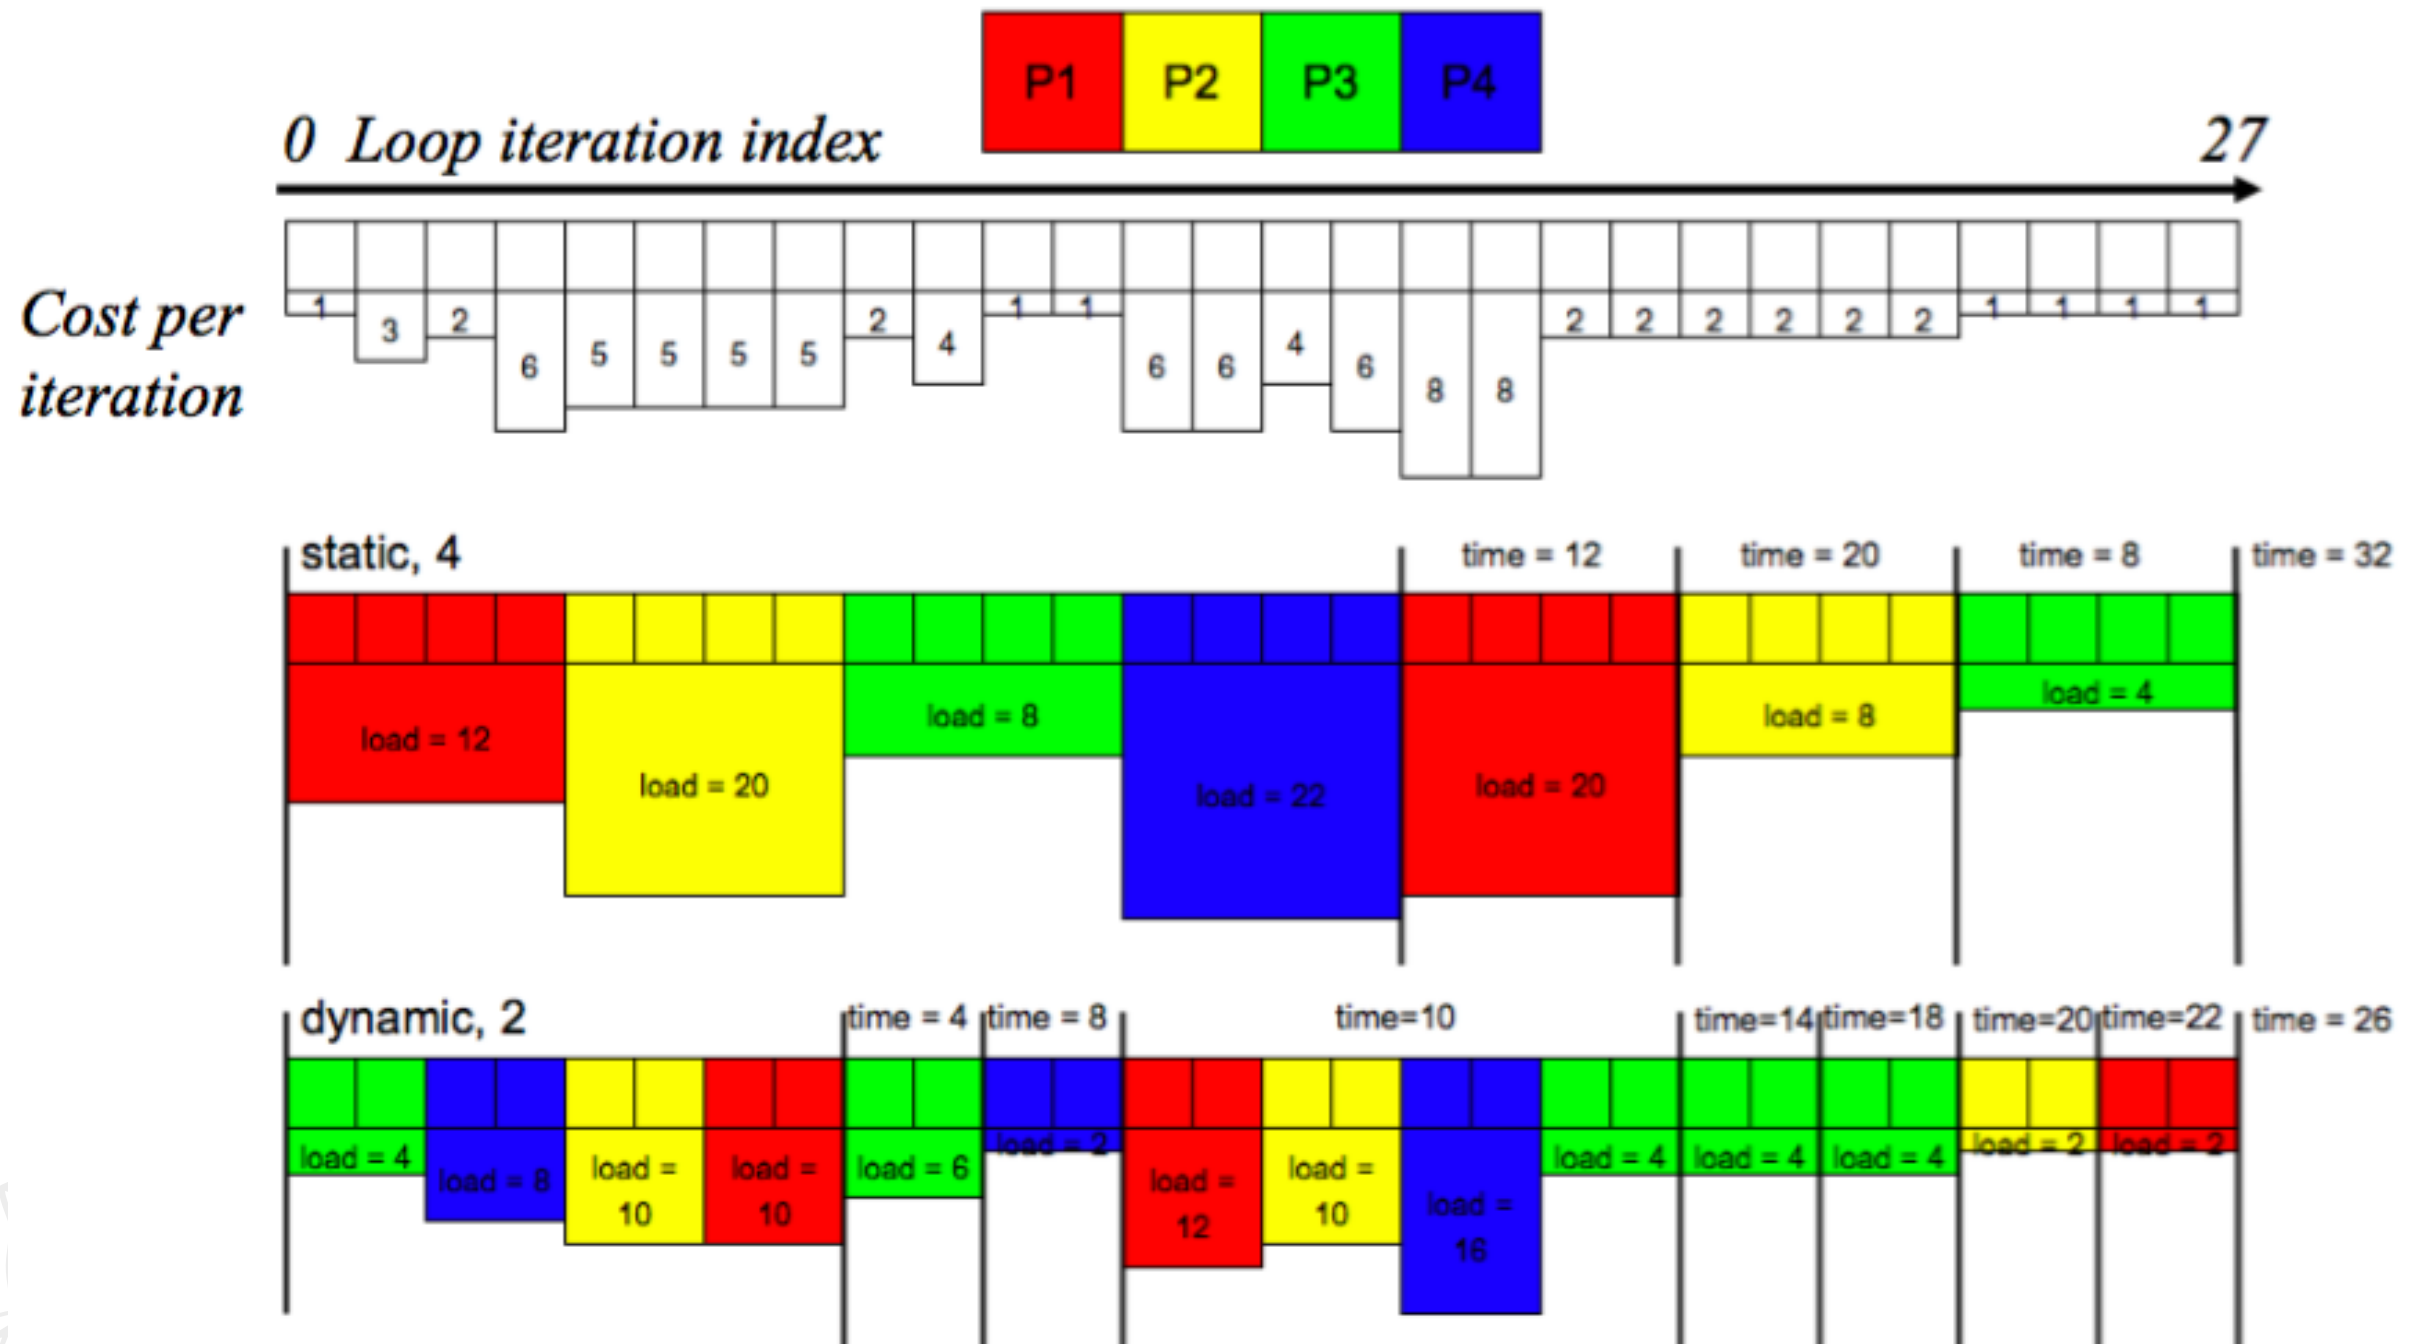 P1 P2 P3 P4
0 Loop iteration index 27
Cost per
iteration
1 3 2 6 5 5 5 5 2 4 1 1 6 6 4 6 8 8 2 2 2 2 2 2 1 1 1 1
static, 4 time = 12 time = 20 time = 8 time = 32
load = 12 load = 20 load = 8 load = 22 load = 20 load = 8 load = 4
dynamic, 2 time = 4 time = 8 time=10 time=14 time=18 time=20 time=22 time = 26
load = 4 load = 8 load = 10 load = 10 load = 6 load = 2 load = 12 load = 10 load = 16 load = 4 load = 4 load = 4 load = 2 load = 2